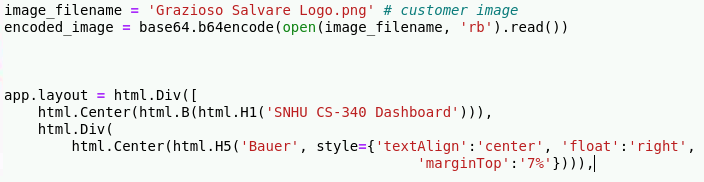 image_filename = 'Grazioso Salvare Logo.png' # customer image
encoded_image = base64.b64encode(open(image_filename, 'rb').read())
app.layout = html.Div([
    html.Center(html.B(html.H1('SNHU CS-340 Dashboard'))),
    html.Div(
        html.Center(html.H5('Bauer', style={'textAlign':'center', 'float':'right',
                                                 'marginTop':'7%'}))),